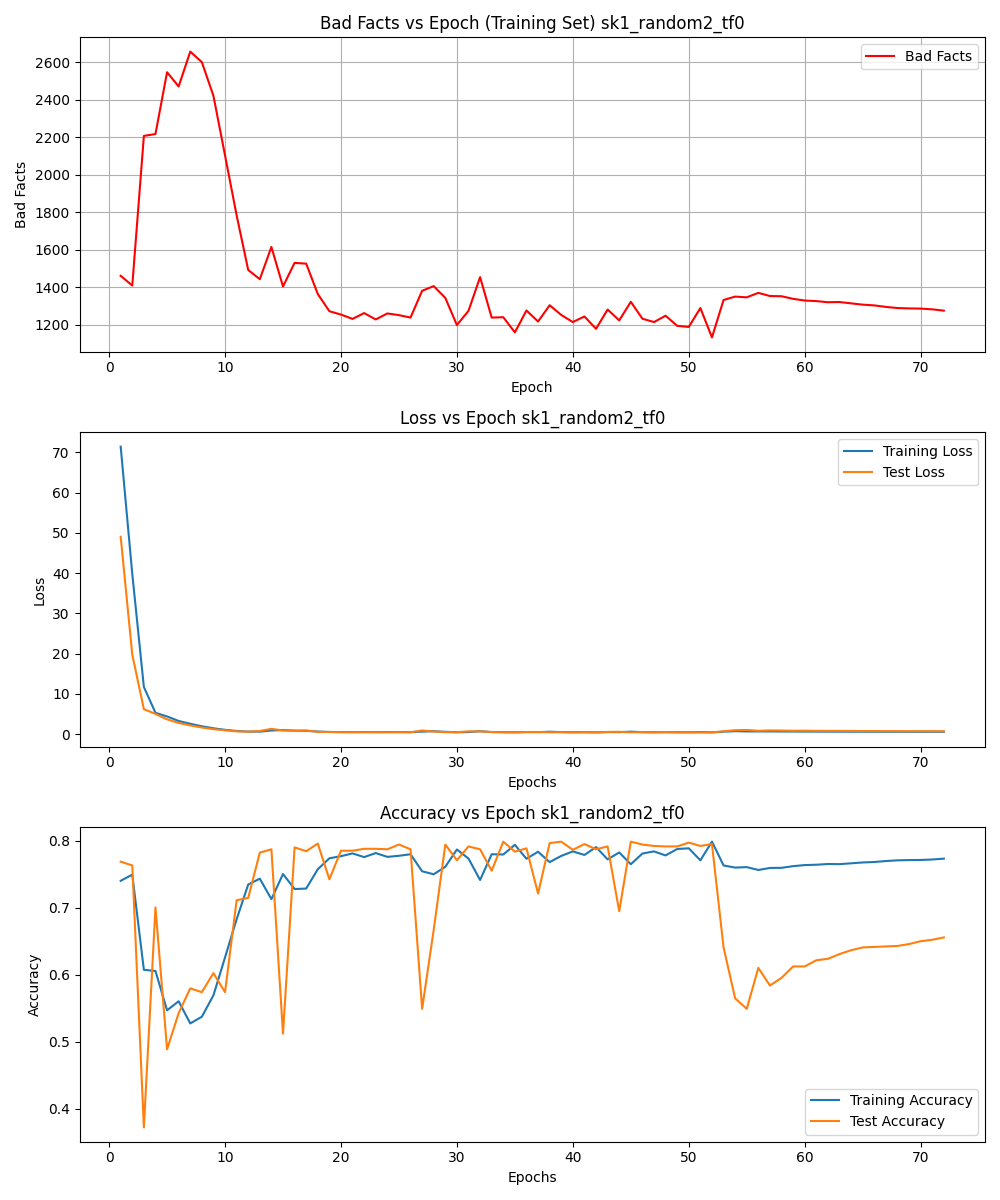 Bad Facts vs Epoch (Training Set) sk1_random2_tf0
Bad Facts
2600
2400
2200
2000
1800
1600
1400
1200
Bad Facts
0 10 20 30 40 50 60 70
Epoch
Loss vs Epoch sk1_random2_tf0
Training Loss
Test Loss
70
60
50
40
30
20
10
0
Loss
0 10 20 30 40 50 60 70
Epochs
Accuracy vs Epoch sk1_random2_tf0
0.8
0.7
0.6
0.5
0.4
Accuracy
Training Accuracy
Test Accuracy
0 10 20 30 40 50 60 70
Epochs